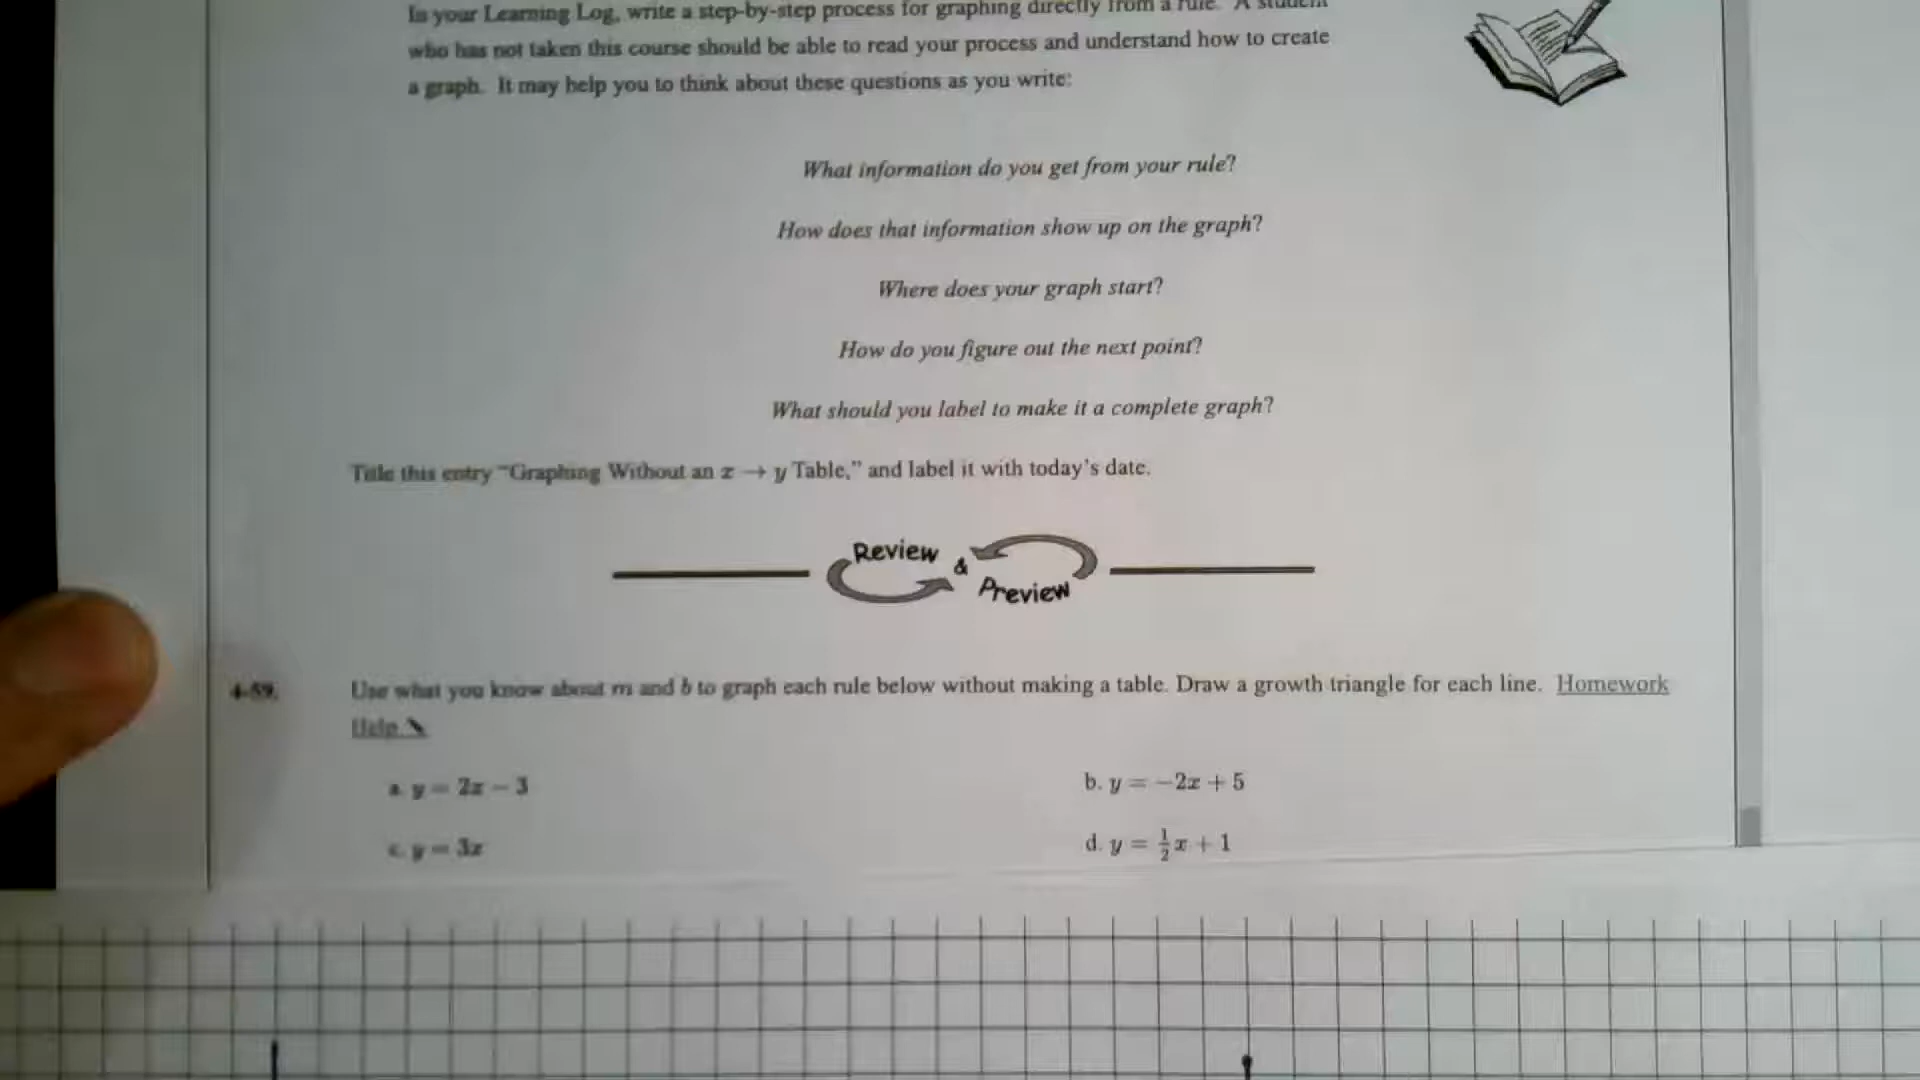 In your Learning Log, write a step-by-step process for graphing directly from a rule. A student
who has not taken this course should be able to read your process and understand how to create
a graph. It may help you to think about these questions as you write:
What information do you get from your rule?
How does that information show up on the graph?
Where does your graph start?
How do you figure out the next point?
What should you label to make it a complete graph?
Title this entry “Graphing Without an x → y Table,” and label it with today’s date.
Review & Preview
4-59. Use what you know about m and b to graph each rule below without making a table. Draw a growth triangle for each line. Homework
Help
a. y = 2x − 3 b. y = −2x + 5
c. y = 3x d. y = 1/2 x + 1